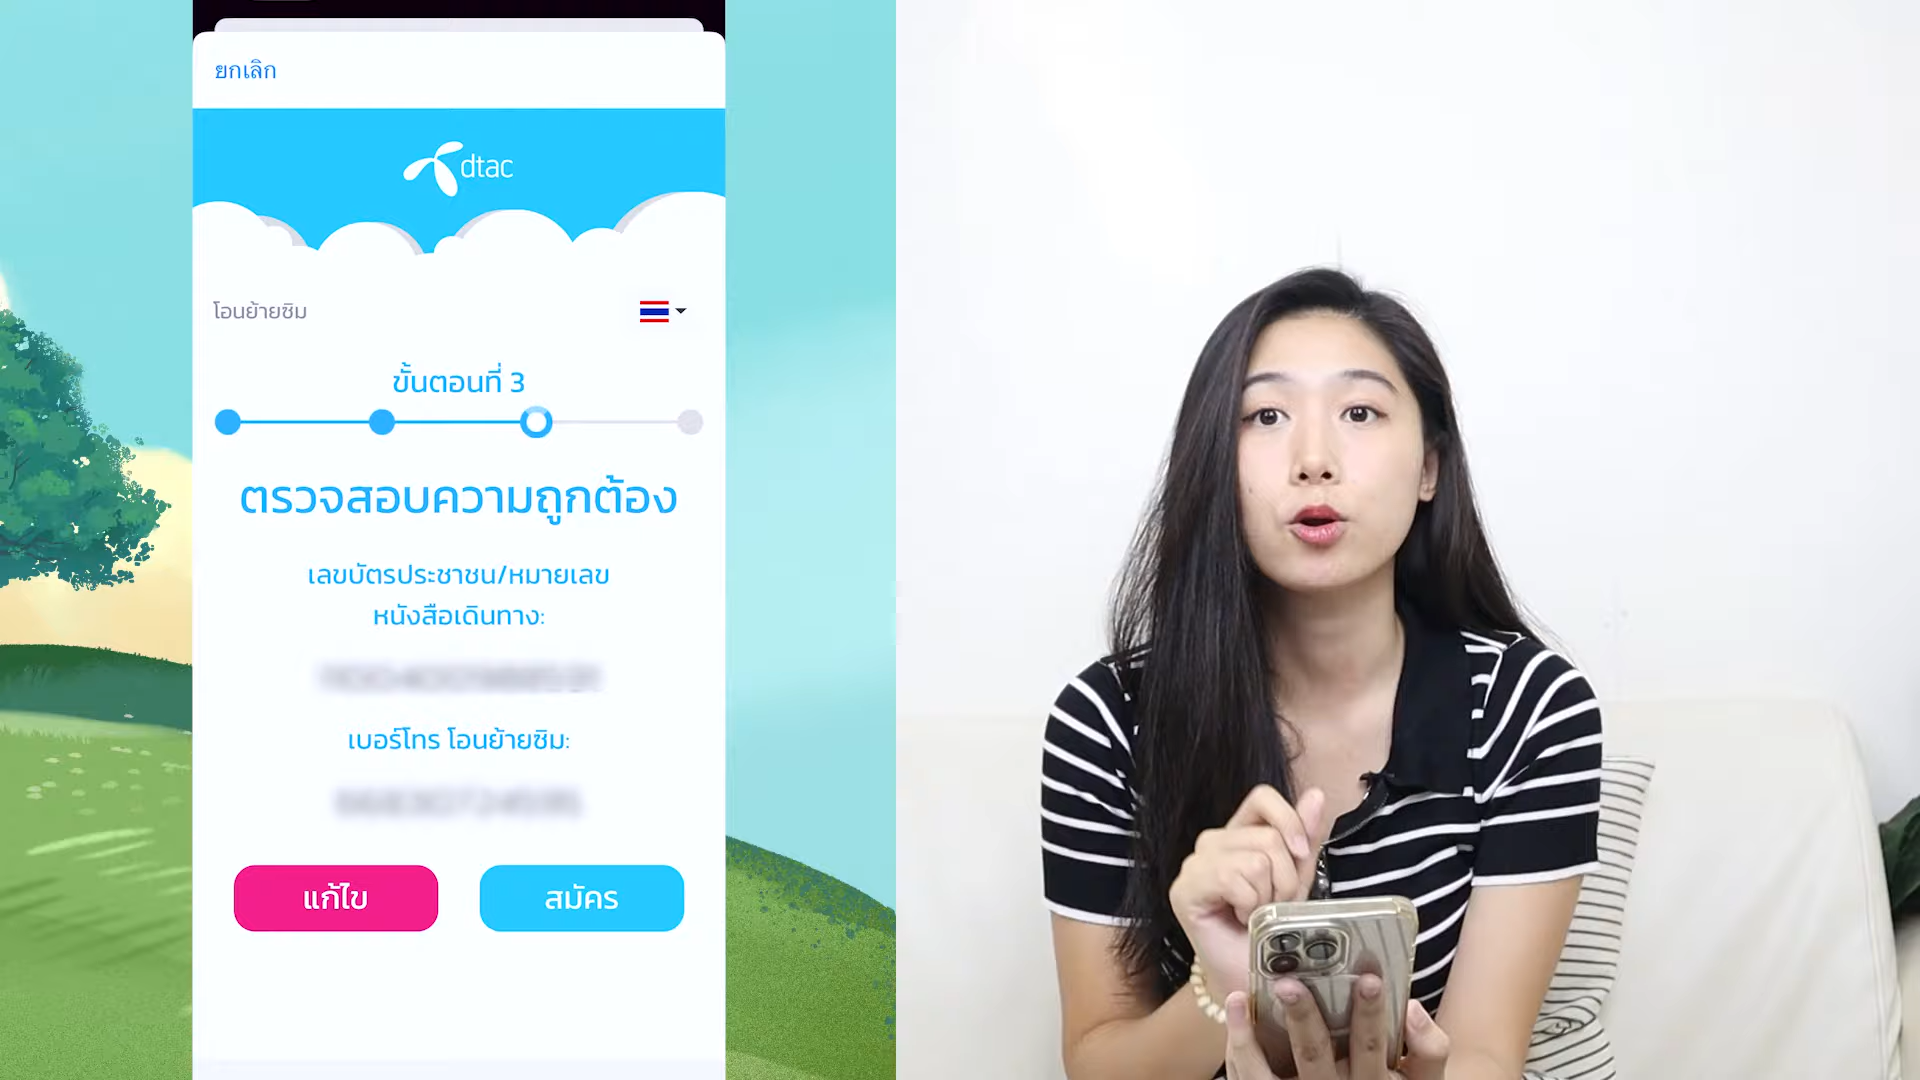 ยกเลิก
dtac
โอนย้ายซิม
ขั้นตอนที่ 3
ตรวจสอบความถูกต้อง
เลขบัตรประชาชน/หมายเลข
หนังสือเดินทาง:
เบอร์โทร โอนย้ายซิม:
แก้ไข
สมัคร